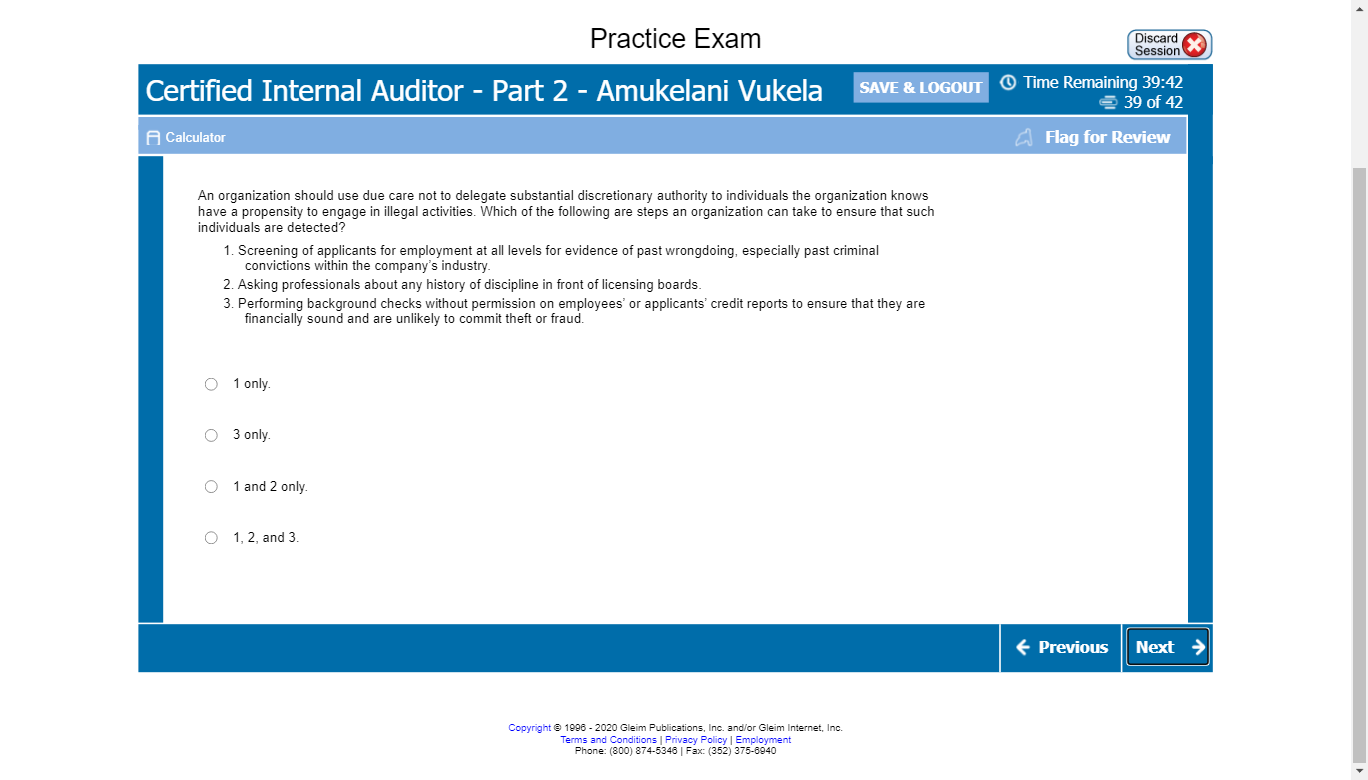 Practice Exam
Discard
Session
Certified Internal Auditor - Part 2 - Amukelani Vukela
SAVE & LOGOUT
Time Remaining 39:42
39 of 42
Calculator
Flag for Review
An organization should use due care not to delegate substantial discretionary authority to individuals the organization knows
have a propensity to engage in illegal activities. Which of the following are steps an organization can take to ensure that such
individuals are detected?
1. Screening of applicants for employment at all levels for evidence of past wrongdoing, especially past criminal
convictions within the company's industry.
2. Asking professionals about any history of discipline in front of licensing boards.
3. Performing background checks without permission on employees' or applicants' credit reports to ensure that they are
financially sound and are unlikely to commit theft or fraud.
1 only.
3 only.
1 and 2 only.
1, 2, and 3.
Previous
Next
Copyright © 1996 - 2020 Gleim Publications, Inc. and/or Gleim Internet, Inc.
Terms and Conditions | Privacy Policy | Employment
Phone: (800) 874-5346 | Fax: (352) 375-6940